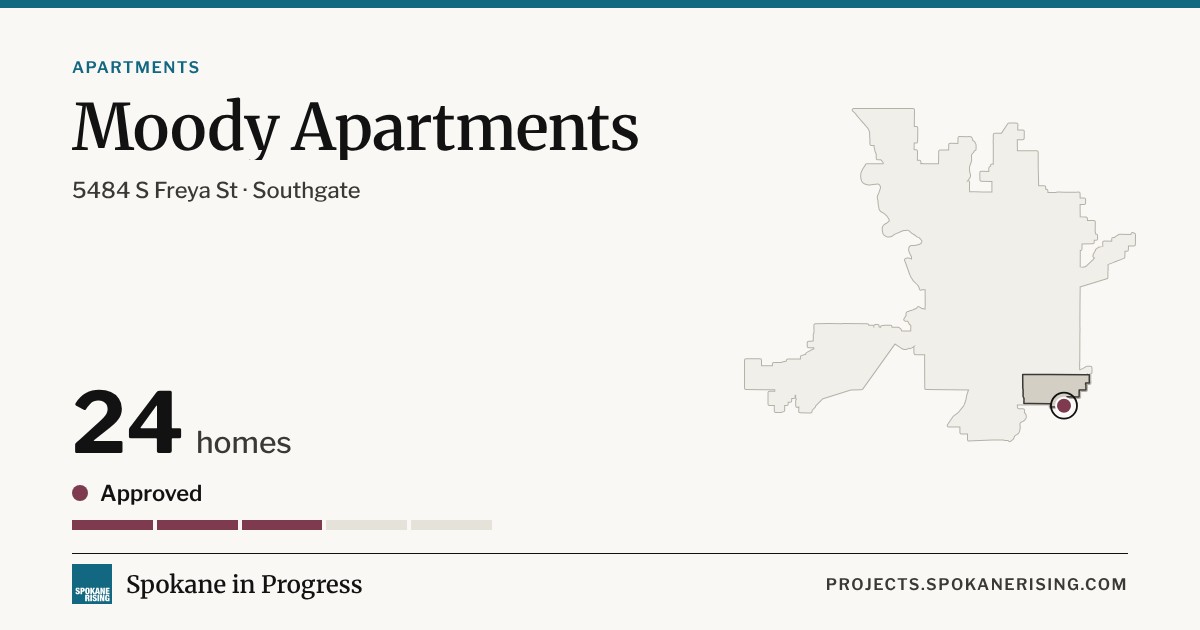 APARTMENTS
Moody Apartments
5484 S Freya St · Southgate
24 homes
Approved
SPOKANE
RISING
Spokane in Progress
PROJECTS.SPOKANERISING.COM